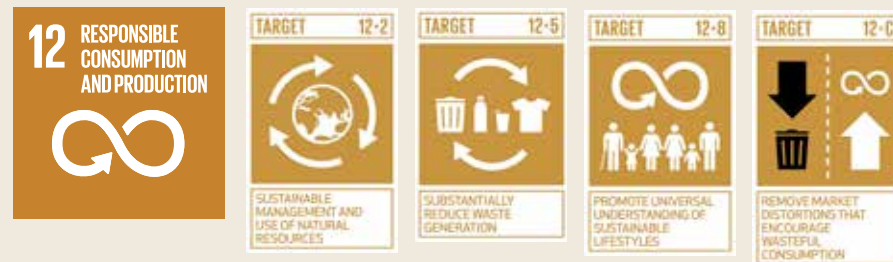 12 RESPONSIBLE
CONSUMPTION
AND PRODUCTION
TARGET 12·2
SUSTAINABLE
MANAGEMENT AND
USE OF NATURAL
RESOURCES
TARGET 12·5
SUBSTANTIALLY
REDUCE WASTE
GENERATION
TARGET 12·8
PROMOTE UNIVERSAL
UNDERSTANDING OF
SUSTAINABLE
LIFESTYLES
TARGET 12·C
REMOVE MARKET
DISTORTIONS THAT
ENCOURAGE
WASTEFUL
CONSUMPTION